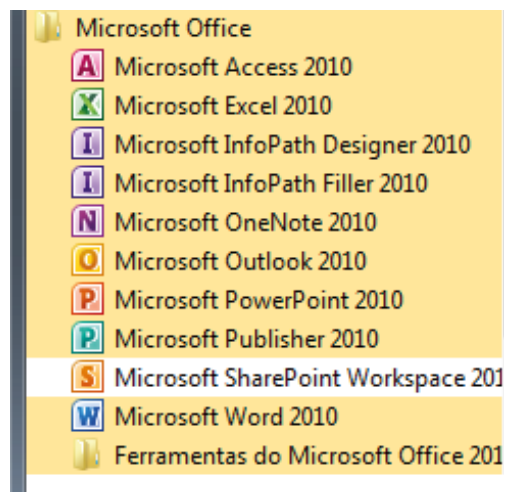 Microsoft Office
A Microsoft Access 2010
X Microsoft Excel 2010
I Microsoft InfoPath Designer 2010
I Microsoft InfoPath Filler 2010
N Microsoft OneNote 2010
O Microsoft Outlook 2010
P Microsoft PowerPoint 2010
P Microsoft Publisher 2010
S Microsoft SharePoint Workspace 201
W Microsoft Word 2010
Ferramentas do Microsoft Office 201